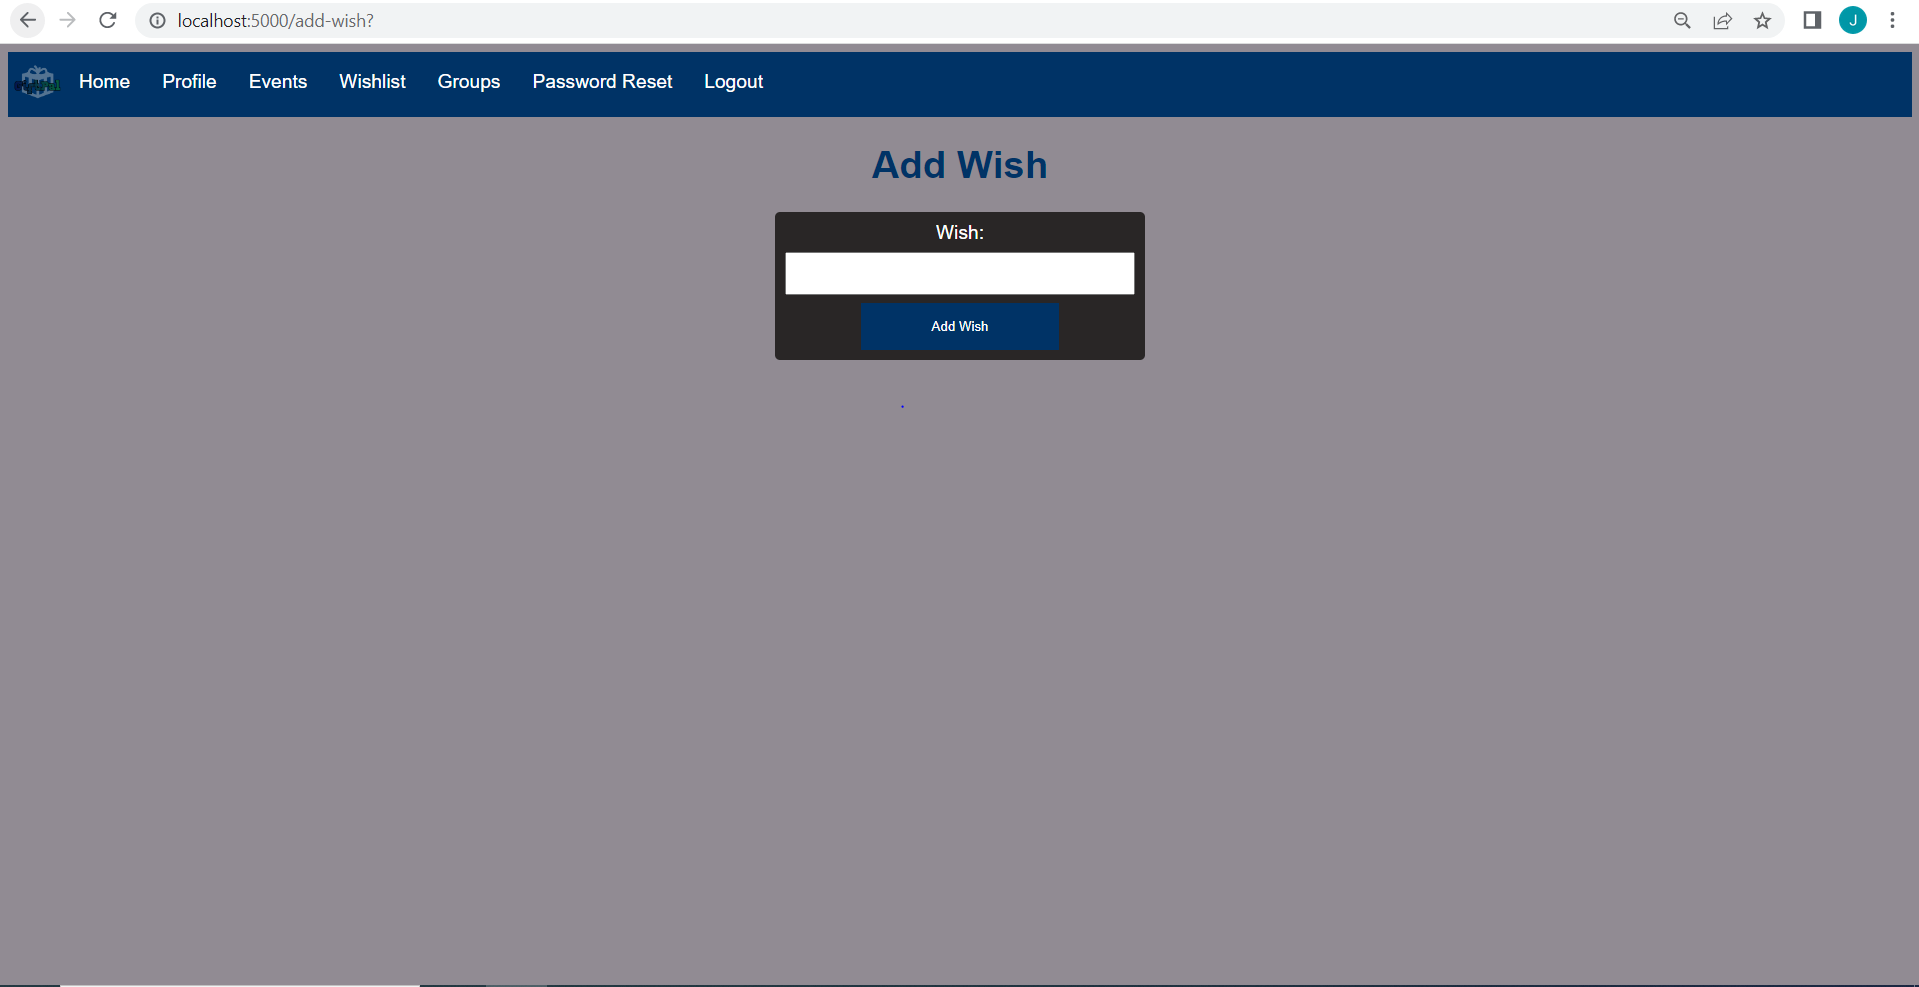 localhost:5000/add-wish?
J
Home Profile Events Wishlist Groups Password Reset Logout
Add Wish
Wish:
Add Wish